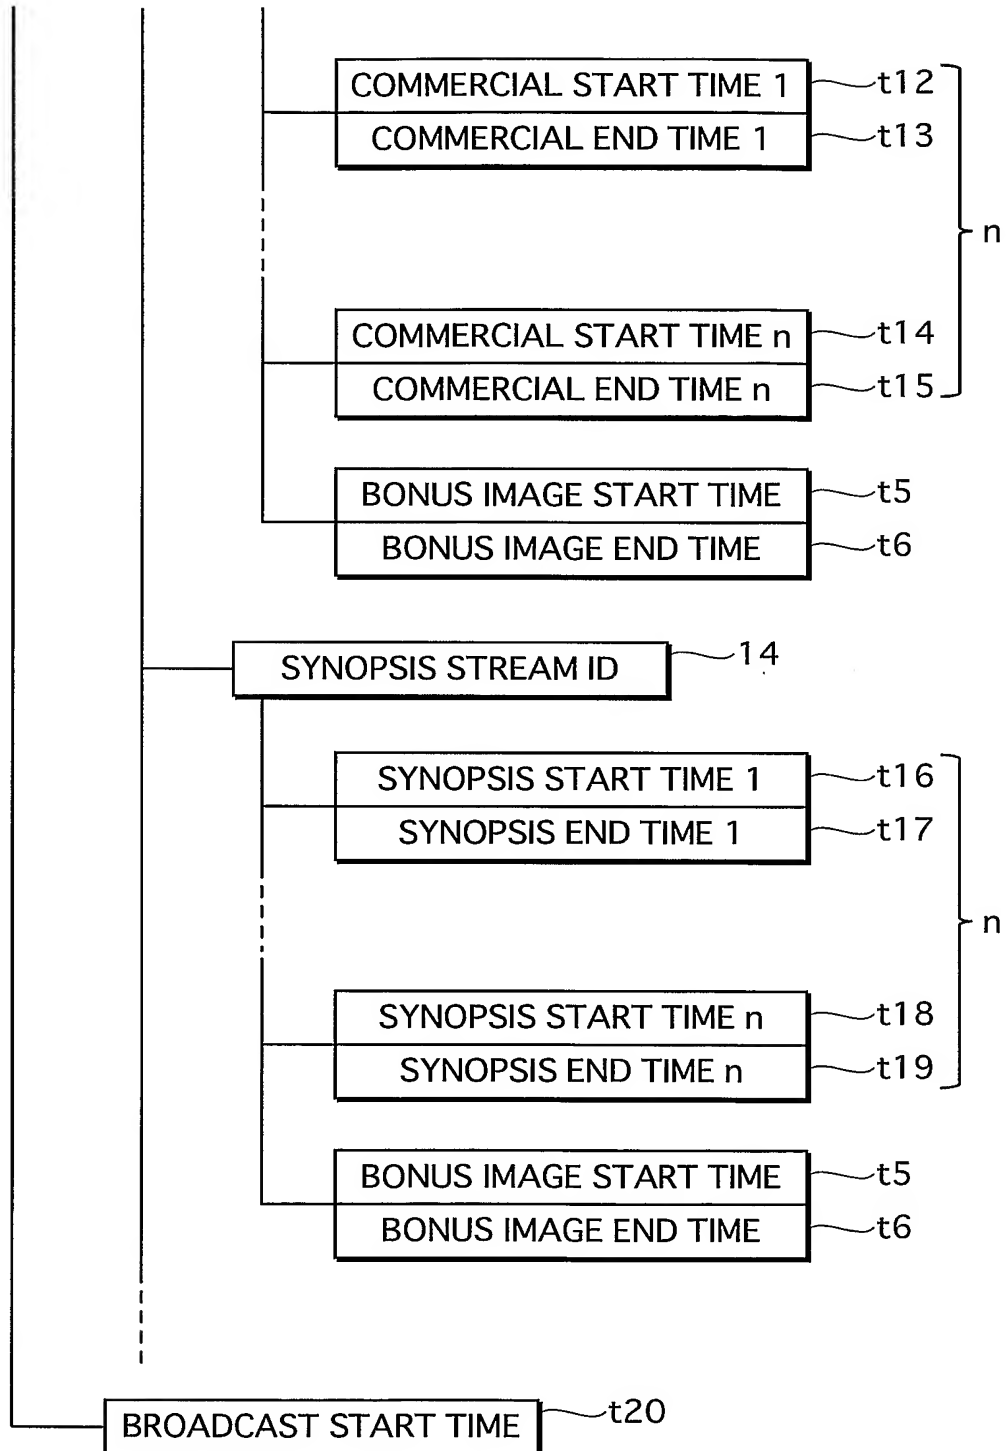 COMMERCIAL START TIME 1 t12
COMMERCIAL END TIME 1 t13
n
COMMERCIAL START TIME n t14
COMMERCIAL END TIME n t15
BONUS IMAGE START TIME t5
BONUS IMAGE END TIME t6
SYNOPSIS STREAM ID 14
SYNOPSIS START TIME 1 t16
SYNOPSIS END TIME 1 t17
n
SYNOPSIS START TIME n t18
SYNOPSIS END TIME n t19
BONUS IMAGE START TIME t5
BONUS IMAGE END TIME t6
BROADCAST START TIME t20